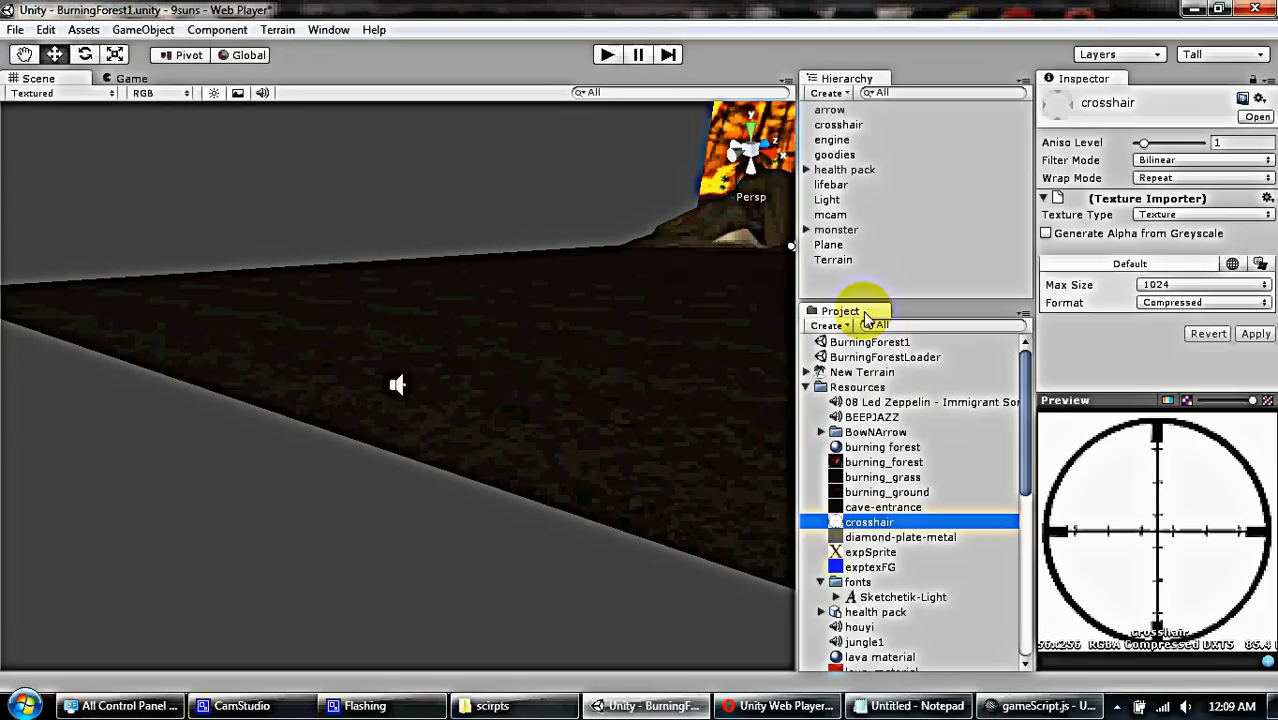 Unity - BurningForest1.unity - 9suns - Web Player*
File Edit Assets GameObject Component Terrain Window Help
Pivot Global Layers Tall
Scene Game
Textured RGB All
y
z
x
Persp
Hierarchy
Create All
arrow
crosshair
engine
goodies
health pack
lifebar
Light
mcam
monster
Plane
Terrain
Project
Create All
BurningForest1
BurningForestLoader
New Terrain
Resources
08 Led Zeppelin - Immigrant So
BEEPJAZZ
BowNArrow
burning forest
burning_forest
burning_grass
burning_ground
cave-entrance
crosshair
diamond-plate-metal
expSprite
exptexFG
fonts
Sketchetik-Light
health pack
houyi
jungle1
lava material
Inspector
crosshair
Open
Aniso Level 1
Filter Mode Bilinear
Wrap Mode Repeat
(Texture Importer)
Texture Type Texture
Generate Alpha from Greyscale
Default
Max Size 1024
Format Compressed
Revert Apply
Preview
crosshair
56x256 RGBA Compressed DXT5 85.4
All Control Panel ... CamStudio Flashing scirpts Unity - BurningF... Unity Web Player... Untitled - Notepad gameScript.js - U... 12:09 AM